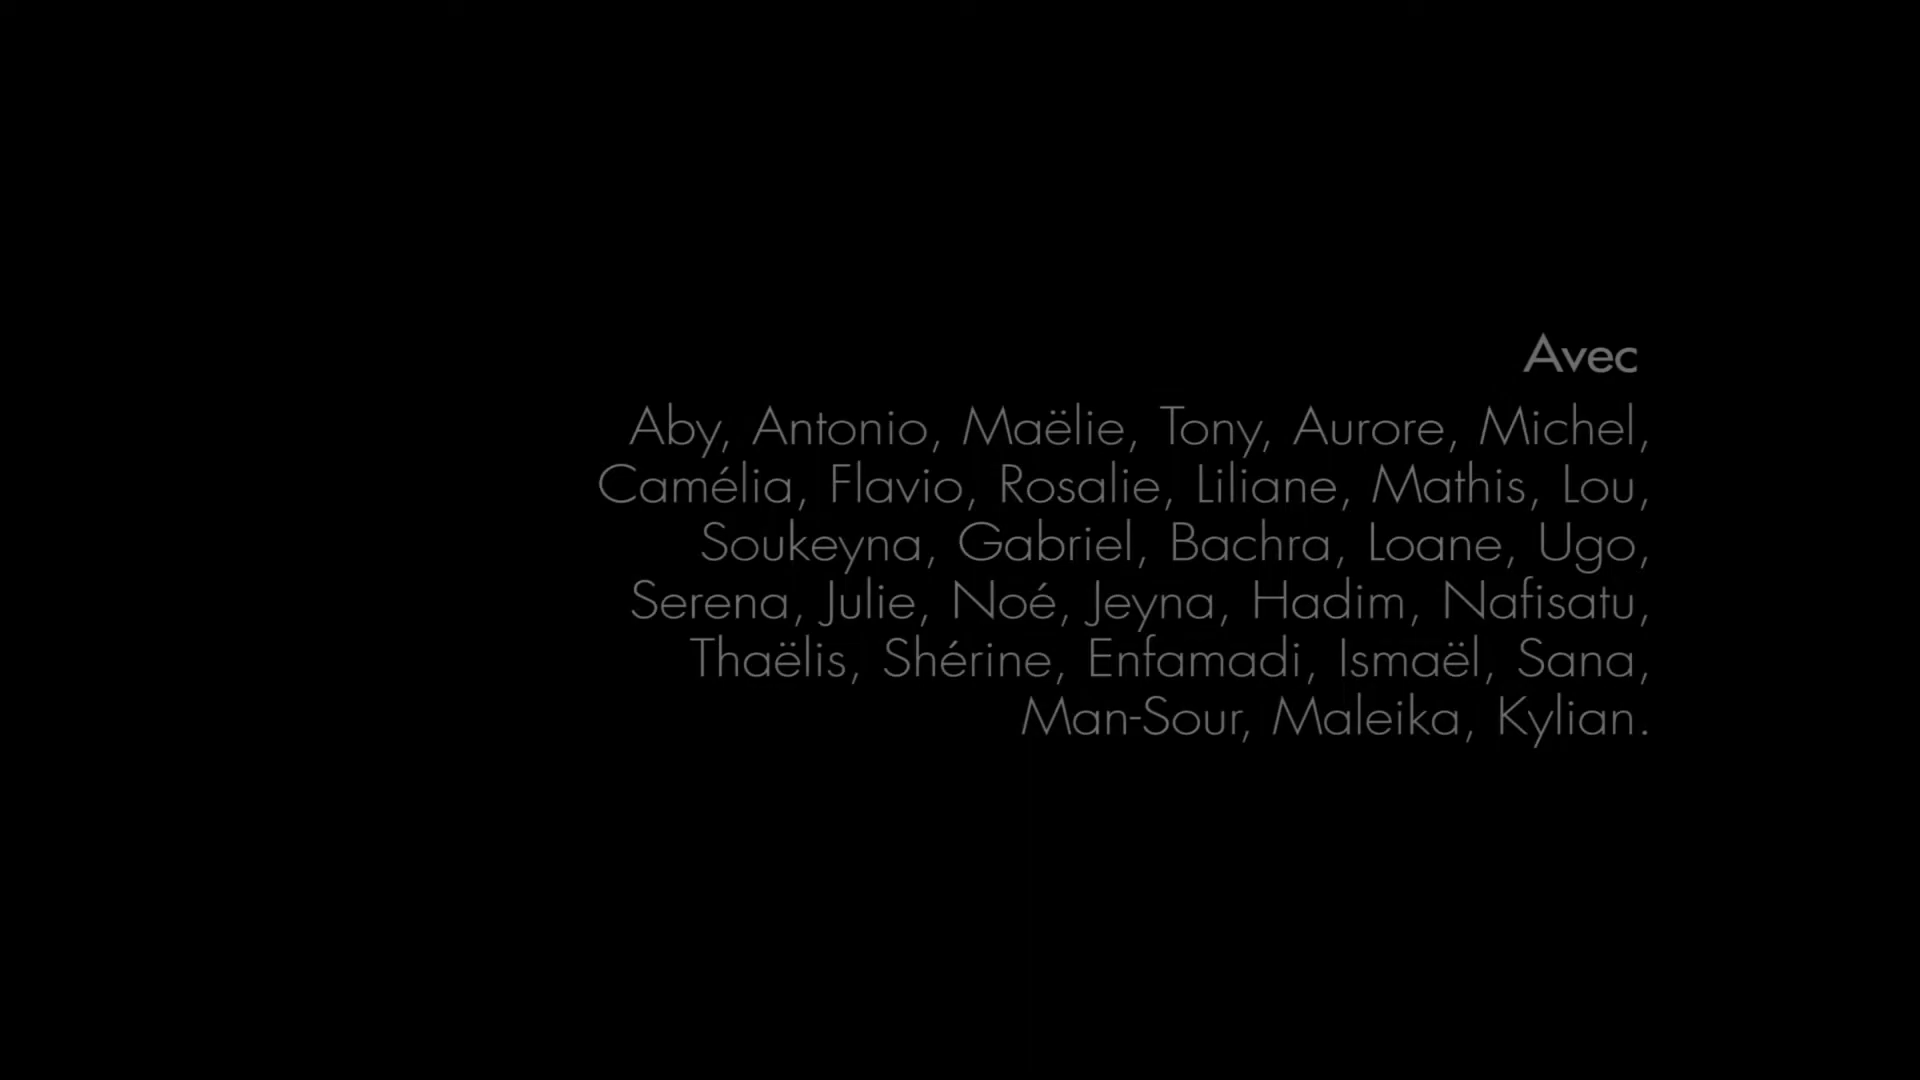 Avec
Aby, Antonio, Maëlie, Tony, Aurore, Michel,
Camélia, Flavio, Rosalie, Liliane, Mathis, Lou,
Soukeyna, Gabriel, Bachra, Loane, Ugo,
Serena, Julie, Noé, Jeyna, Hadim, Nafisatu,
Thaëlis, Shérine, Enfamadi, Ismaël, Sana,
Man-Sour, Maleika, Kylian.